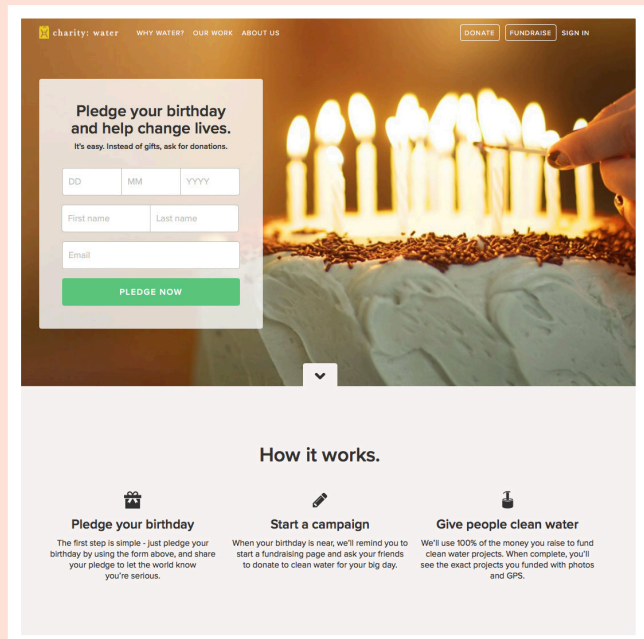 charity: water WHY WATER? OUR WORK ABOUT US DONATE FUNDRAISE SIGN IN
Pledge your birthday
and help change lives.
It's easy. Instead of gifts, ask for donations.
DD MM YYYY
First name Last name
Email
PLEDGE NOW
How it works.
Pledge your birthday
The first step is simple - just pledge your
birthday by using the form above, and share
your pledge to let the world know
you're serious.
Start a campaign
When your birthday is near, we'll remind you to
start a fundraising page and ask your friends
to donate to clean water for your big day.
Give people clean water
We'll use 100% of the money you raise to fund
clean water projects. When complete, you'll
see the exact projects you funded with photos
and GPS.